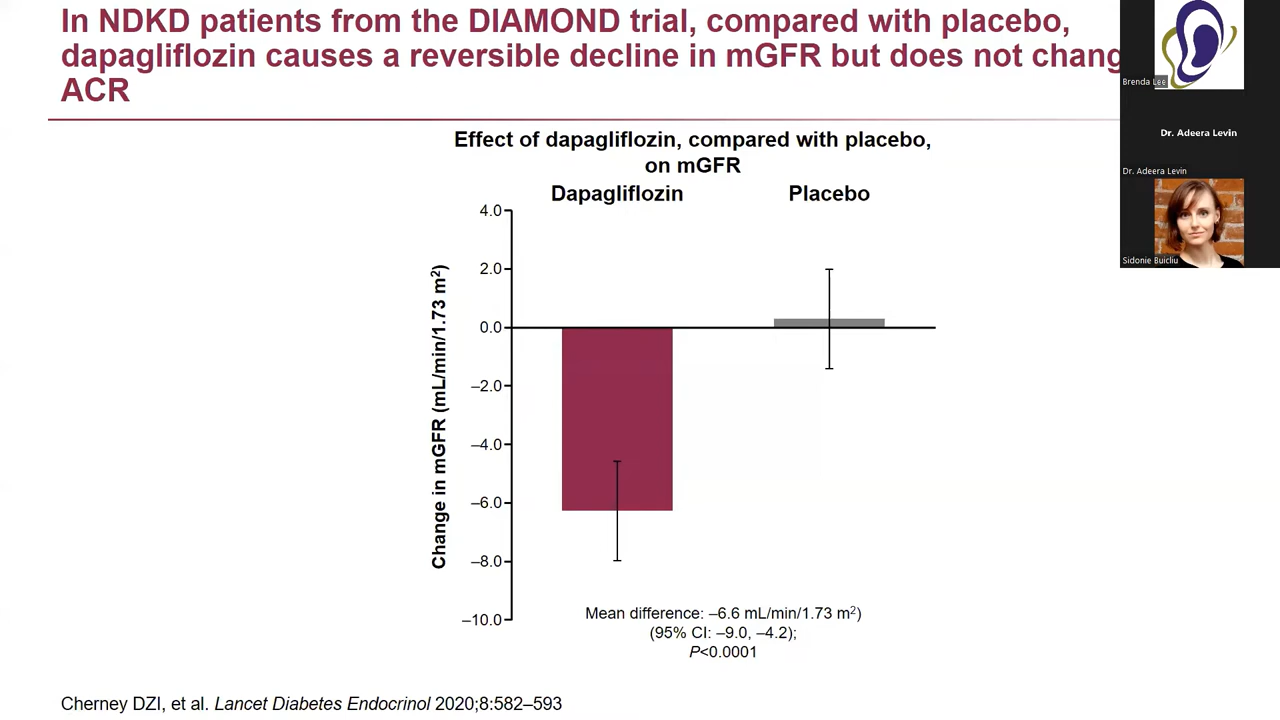 In NDKD patients from the DIAMOND trial, compared with placebo,
dapagliflozin causes a reversible decline in mGFR but does not chang
ACR
Brenda Lee
Dr. Adeera Levin
Dr. Adeera Levin
Sidonie Buicliu
Effect of dapagliflozin, compared with placebo,
on mGFR
Dapagliflozin Placebo
Change in mGFR (mL/min/1.73 m²)
4.0
2.0
0.0
–2.0
–4.0
–6.0
–8.0
–10.0
Mean difference: –6.6 mL/min/1.73 m²)
(95% CI: –9.0, –4.2);
P<0.0001
Cherney DZI, et al. Lancet Diabetes Endocrinol 2020;8:582–593